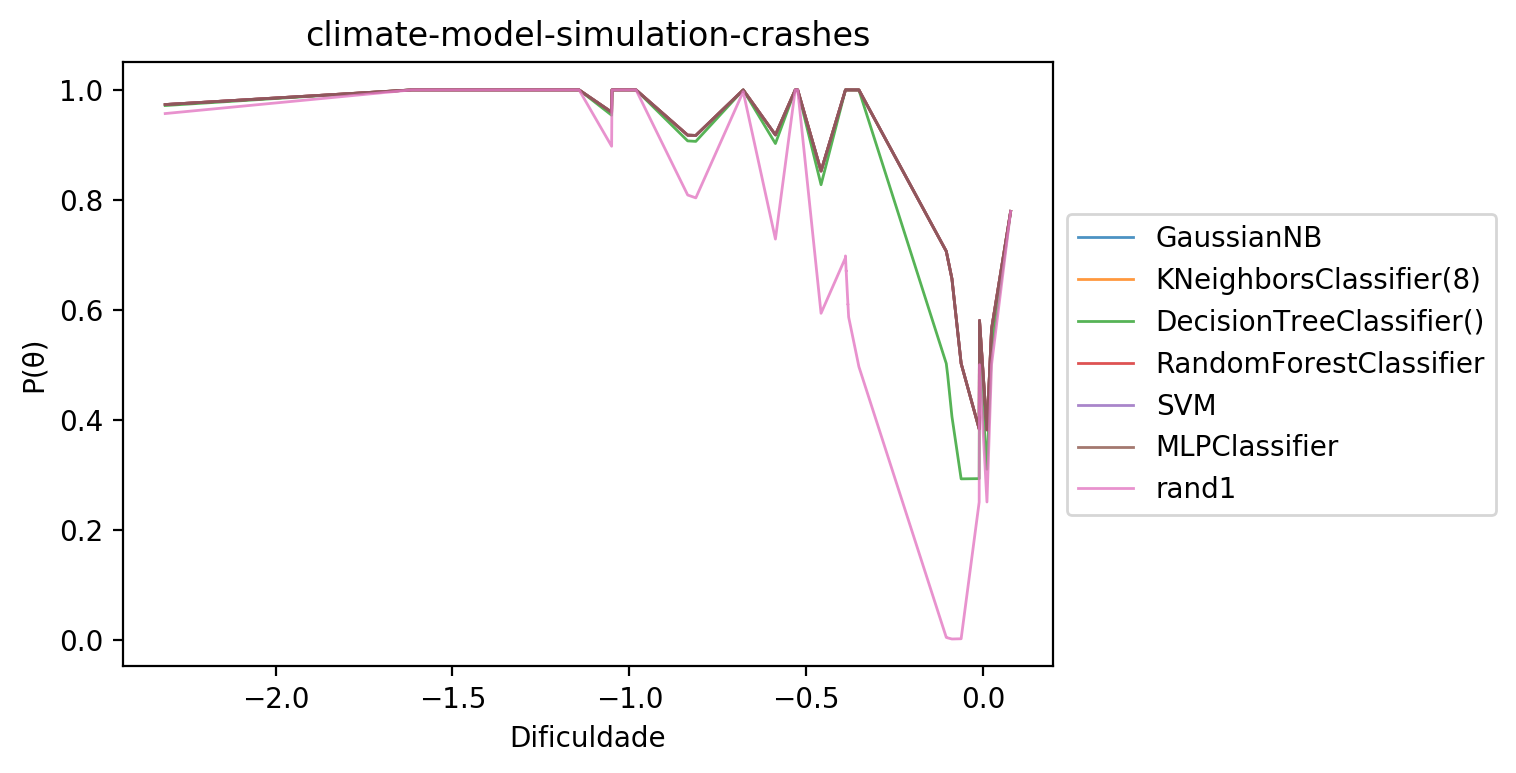 climate-model-simulation-crashes
1.0
0.8
0.6
0.4
0.2
0.0
P(θ)
−2.0 −1.5 −1.0 −0.5 0.0
Dificuldade
GaussianNB
KNeighborsClassifier(8)
DecisionTreeClassifier()
RandomForestClassifier
SVM
MLPClassifier
rand1